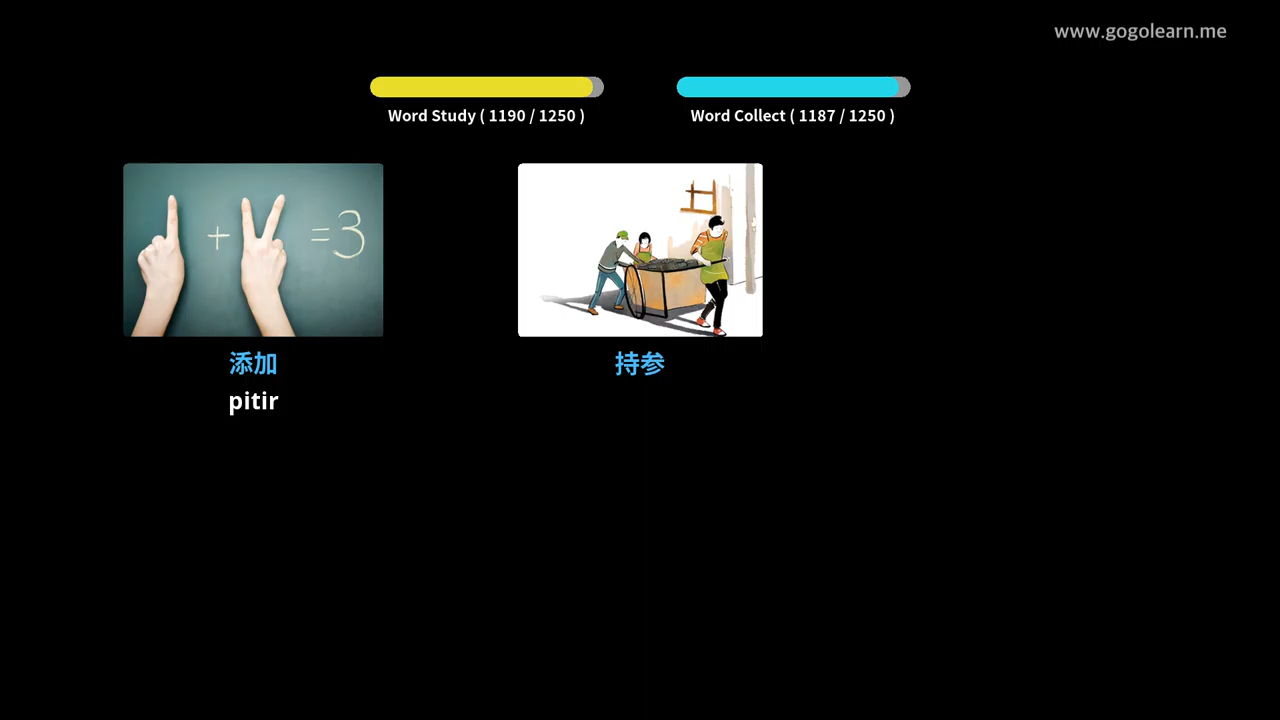 www.gogolearn.me
Word Study ( 1190 / 1250 )
Word Collect ( 1187 / 1250 )
+ = 3
添加
pitir
持参